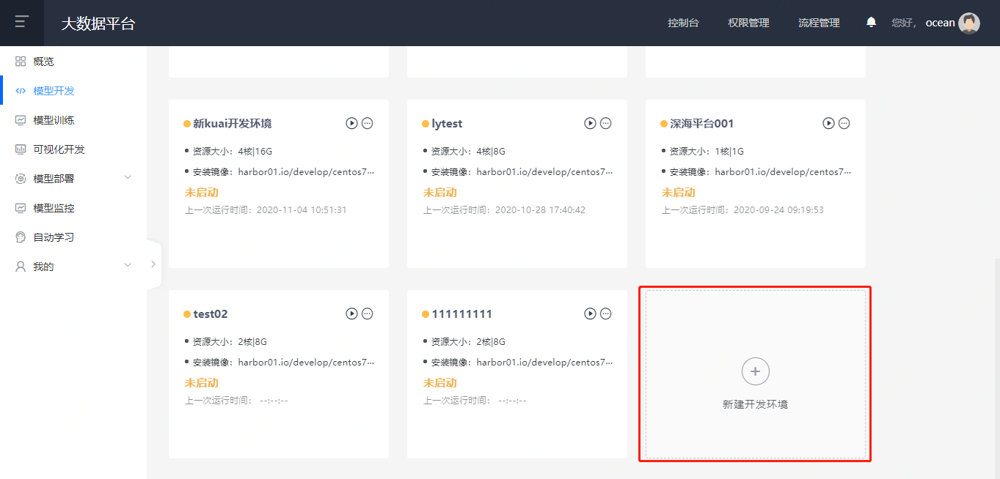 大数据平台
控制台
权限管理
流程管理
您好, ocean
概览
模型开发
模型训练
可视化开发
模型部署
模型监控
自动学习
我的
新kuai开发环境
资源大小: 4核|16G
安装镜像: harbor01.io/develop/centos7···
未启动
上一次运行时间: 2020-11-04 10:51:31
lytest
资源大小: 4核|8G
安装镜像: harbor01.io/develop/centos7···
未启动
上一次运行时间: 2020-10-28 17:40:42
深海平台001
资源大小: 1核|1G
安装镜像: harbor01.io/develop/centos7···
未启动
上一次运行时间: 2020-09-24 09:19:53
test02
资源大小: 2核|8G
安装镜像: harbor01.io/develop/centos7···
未启动
上一次运行时间: --:--:--
111111111
资源大小: 2核|8G
安装镜像: harbor01.io/develop/centos7···
未启动
上一次运行时间: --:--:--
新建开发环境